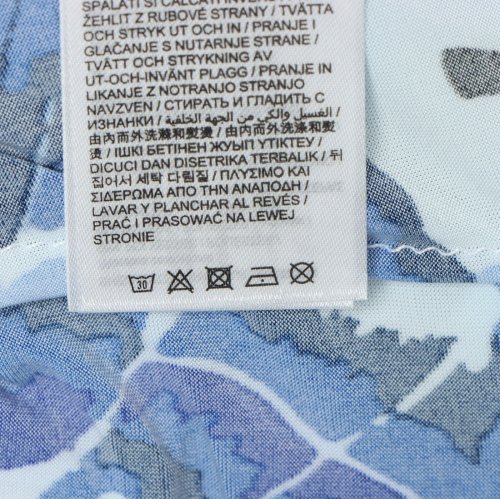 SPALATI SI CALCATI INVERSAT /
ŽEHLIT Z RUBOVÉ STRANY / TVÄTTA
OCH STRYK UT OCH IN / PRANJE I
GLAČANJE S NUTARNJE STRANE /
TVÄTT OCH STRYKNING AV
UT-OCH-INVÄNT PLAGG / PRANJE IN
LIKANJE Z NOTRANJO STRANJO
NAVZVEN / СТИРАТЬ И ГЛАДИТЬ С
ИЗНАНКИ / الغسيل والكي من الجهة الخلفية /
由內而外洗滌和熨燙 / 由内而外洗涤和熨
烫 / ІШКІ БЕТІНЕН ЖУЫП ҮТІКТЕУ /
DICUCI DAN DISETRIKA TERBALIK / 뒤
집어서 세탁 다림질 / ΠΛΥΣΙΜΟ ΚΑΙ
ΣΙΔΕΡΩΜΑ ΑΠΟ ΤΗΝ ΑΝΑΠΟΔΗ /
LAVAR Y PLANCHAR AL REVÉS /
PRAĆ I PRASOWAĆ NA LEWEJ
STRONIE
30